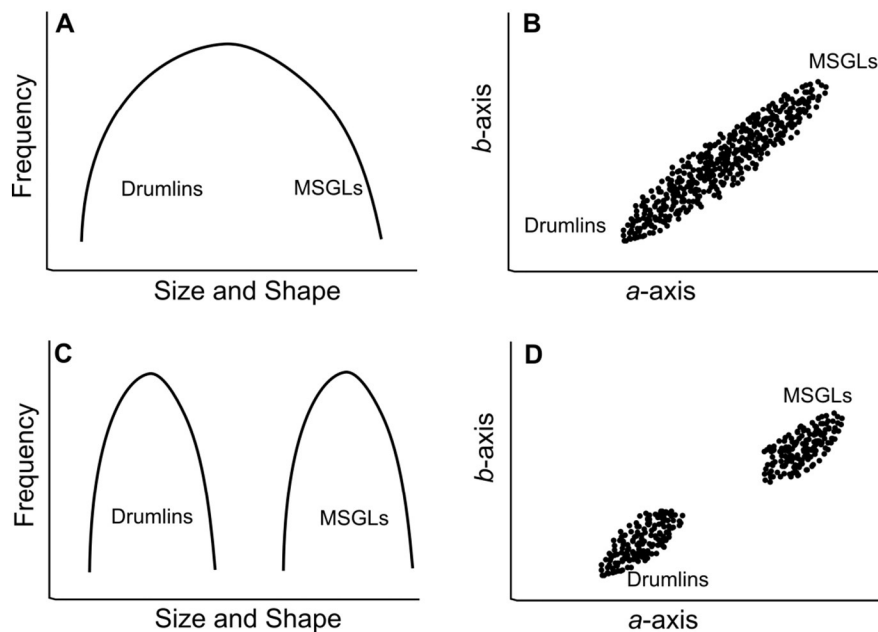 A
Frequency
Drumlins
MSGLs
Size and Shape
B
b-axis
MSGLs
Drumlins
a-axis
C
Frequency
Drumlins
MSGLs
Size and Shape
D
b-axis
MSGLs
Drumlins
a-axis